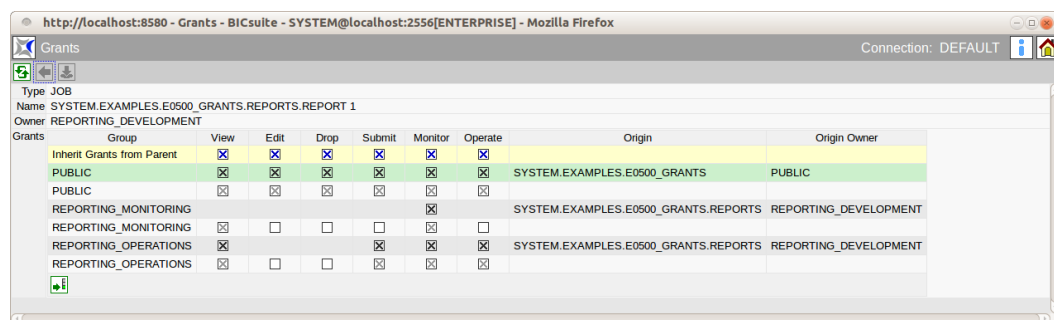 http://localhost:8580 - Grants - BICsuite - SYSTEM@localhost:2556[ENTERPRISE] - Mozilla Firefox
Grants Connection: DEFAULT
Type JOB
Name SYSTEM.EXAMPLES.E0500_GRANTS.REPORTS.REPORT 1
Owner REPORTING_DEVELOPMENT
Grants Group View Edit Drop Submit Monitor Operate Origin Origin Owner
Inherit Grants from Parent
PUBLIC SYSTEM.EXAMPLES.E0500_GRANTS PUBLIC
PUBLIC
REPORTING_MONITORING SYSTEM.EXAMPLES.E0500_GRANTS.REPORTS REPORTING_DEVELOPMENT
REPORTING_MONITORING
REPORTING_OPERATIONS SYSTEM.EXAMPLES.E0500_GRANTS.REPORTS REPORTING_DEVELOPMENT
REPORTING_OPERATIONS